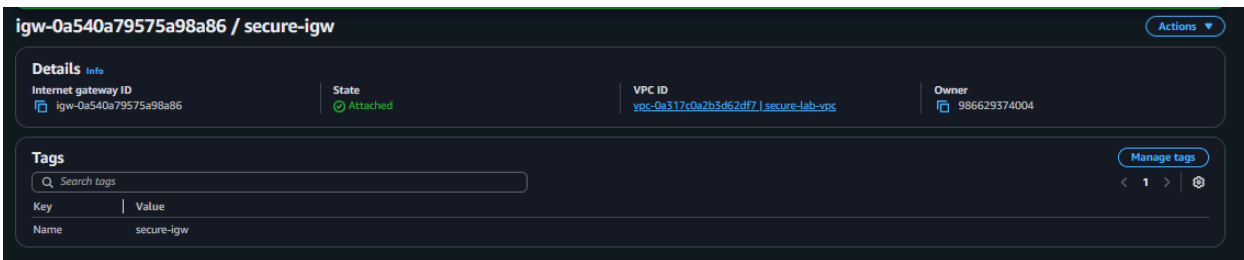 igw-0a540a79575a98a86 / secure-igw
Actions
Details Info
Internet gateway ID
igw-0a540a79575a98a86
State
Attached
VPC ID
vpc-0a317c0a2b3d62df7 | secure-lab-vpc
Owner
986629374004
Tags
Manage tags
Search tags
1
Key Value
Name secure-igw